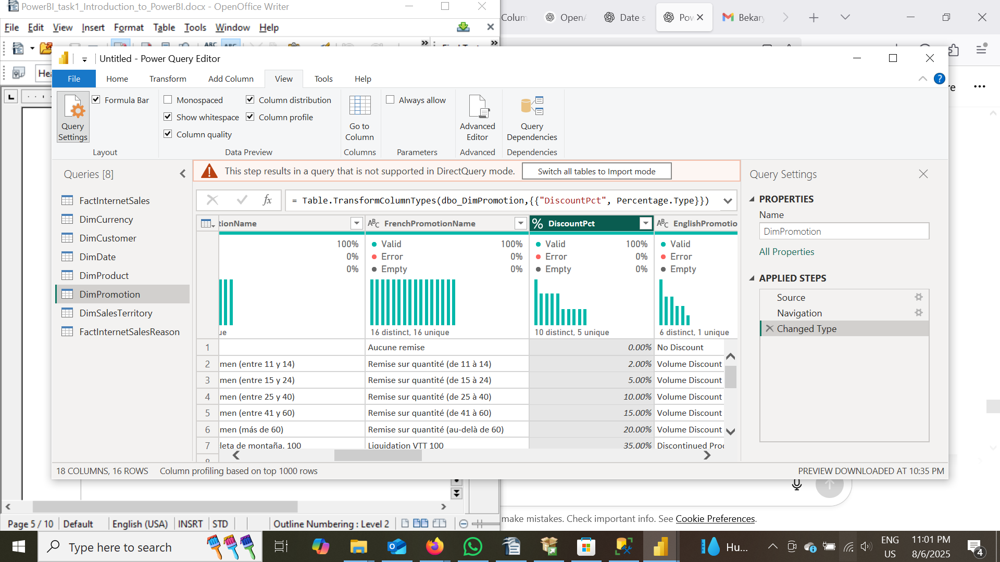 PowerBI_task1_Introduction_to_PowerBI.docx - OpenOffice Writer
File Edit View Insert Format Table Tools Window Help
Colum
OpenA
Date s
Pow
Bekary
Untitled - Power Query Editor
File Home Transform Add Column View Tools Help
Query Settings
Formula Bar
Layout
Monospaced
Show whitespace
Column quality
Column distribution
Column profile
Data Preview
Go to Column
Columns
Always allow
Parameters
Advanced Editor
Advanced
Query Dependencies
Dependencies
Queries [8]
FactInternetSales
DimCurrency
DimCustomer
DimDate
DimProduct
DimPromotion
DimSalesTerritory
FactInternetSalesReason
This step results in a query that is not supported in DirectQuery mode. Switch all tables to Import mode
fx = Table.TransformColumnTypes(dbo_DimPromotion,{{"DiscountPct", Percentage.Type}})
tionName ABC FrenchPromotionName % DiscountPct ABC EnglishPromotio
100% Valid 100% Valid 100% Valid
0% Error 0% Error 0% Error
0% Empty 0% Empty 0% Empty
ue 16 distinct, 16 unique 10 distinct, 5 unique 6 distinct, 1 unique
1 Aucune remise 0.00% No Discount
2 men (entre 11 y 14) Remise sur quantité (de 11 à 14) 2.00% Volume Discount
3 men (entre 15 y 24) Remise sur quantité (de 15 à 24) 5.00% Volume Discount
4 men (entre 25 y 40) Remise sur quantité (de 25 à 40) 10.00% Volume Discount
5 men (entre 41 y 60) Remise sur quantité (de 41 à 60) 15.00% Volume Discount
6 men (más de 60) Remise sur quantité (au-delà de 60) 20.00% Volume Discount
7 leta de montaña, 100 Liquidation VTT 100 35.00% Discontinued Proc
8
Query Settings
PROPERTIES
Name
DimPromotion
All Properties
APPLIED STEPS
Source
Navigation
Changed Type
18 COLUMNS, 16 ROWS Column profiling based on top 1000 rows PREVIEW DOWNLOADED AT 10:35 PM
make mistakes. Check important info. See Cookie Preferences.
Page 5 / 10 Default English (USA) INSRT STD Outline Numbering : Level 2
Type here to search
Hu...
ENG
US
11:01 PM
8/6/2025
4